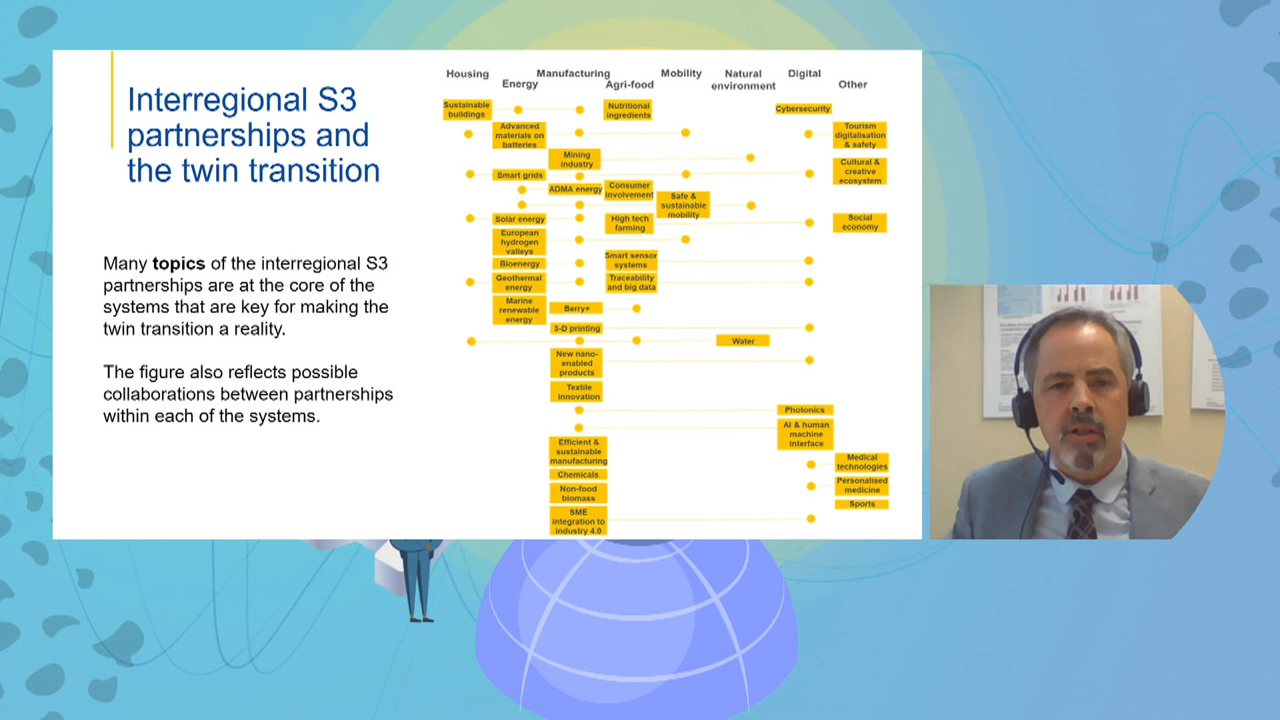 Interregional S3
partnerships and
the twin transition
Many topics of the interregional S3
partnerships are at the core of the
systems that are key for making the
twin transition a reality.
The figure also reflects possible
collaborations between partnerships
within each of the systems.
Housing
Energy
Manufacturing
Agri-food
Mobility
Natural
environment
Digital
Other
Sustainable
buildings
Nutritional
ingredients
Cybersecurity
Advanced
materials on
batteries
Tourism
digitalisation
& safety
Mining
industry
Cultural &
creative
ecosystem
Smart grids
ADMA energy
Consumer
involvement
Safe &
sustainable
mobility
Solar energy
High tech
farming
Social
economy
European
hydrogen
valleys
Bioenergy
Smart sensor
systems
Geothermal
energy
Traceability
and big data
Marine
renewable
energy
Berry+
3-D printing
Water
New nano-
enabled
products
Textile
innovation
Photonics
AI & human
machine
interface
Efficient &
sustainable
manufacturing
Medical
technologies
Chemicals
Personalised
medicine
Non-food
biomass
Sports
SME
integration to
industry 4.0